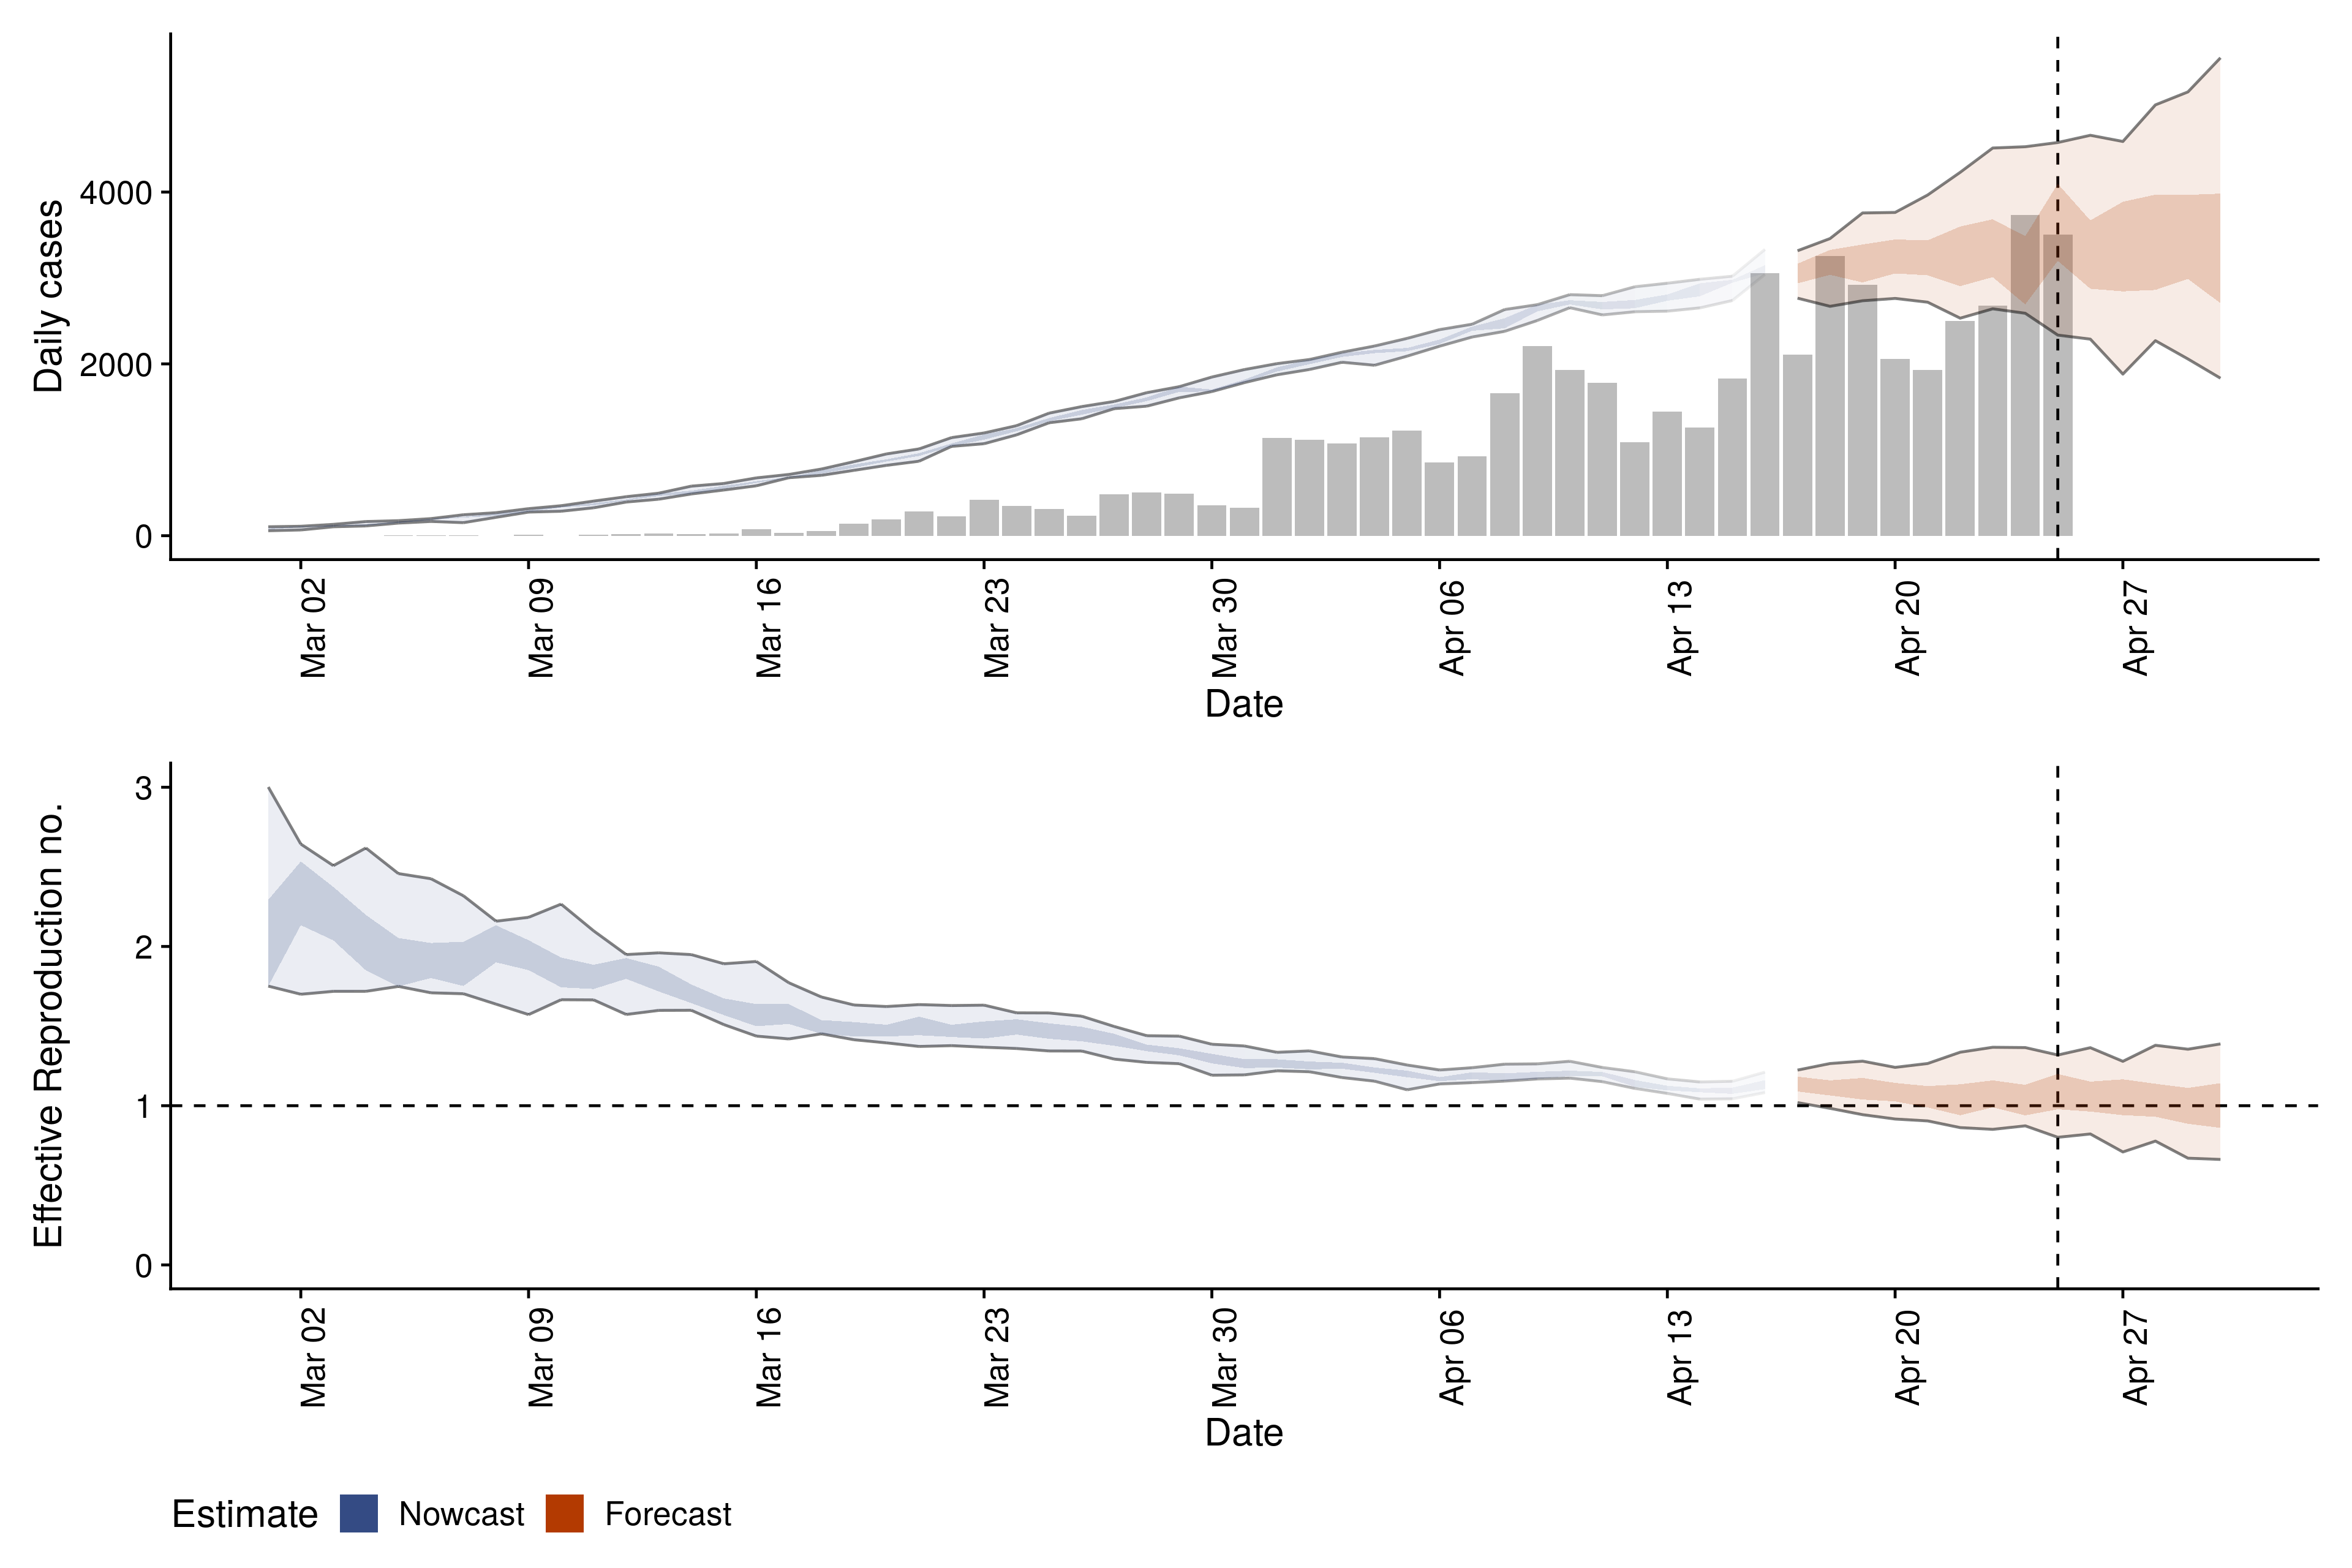 Daily cases
4000
2000
0
Mar 02
Mar 09
Mar 16
Mar 23
Mar 30
Apr 06
Apr 13
Apr 20
Apr 27
Date
Effective Reproduction no.
3
2
1
0
Mar 02
Mar 09
Mar 16
Mar 23
Mar 30
Apr 06
Apr 13
Apr 20
Apr 27
Date
Estimate Nowcast Forecast